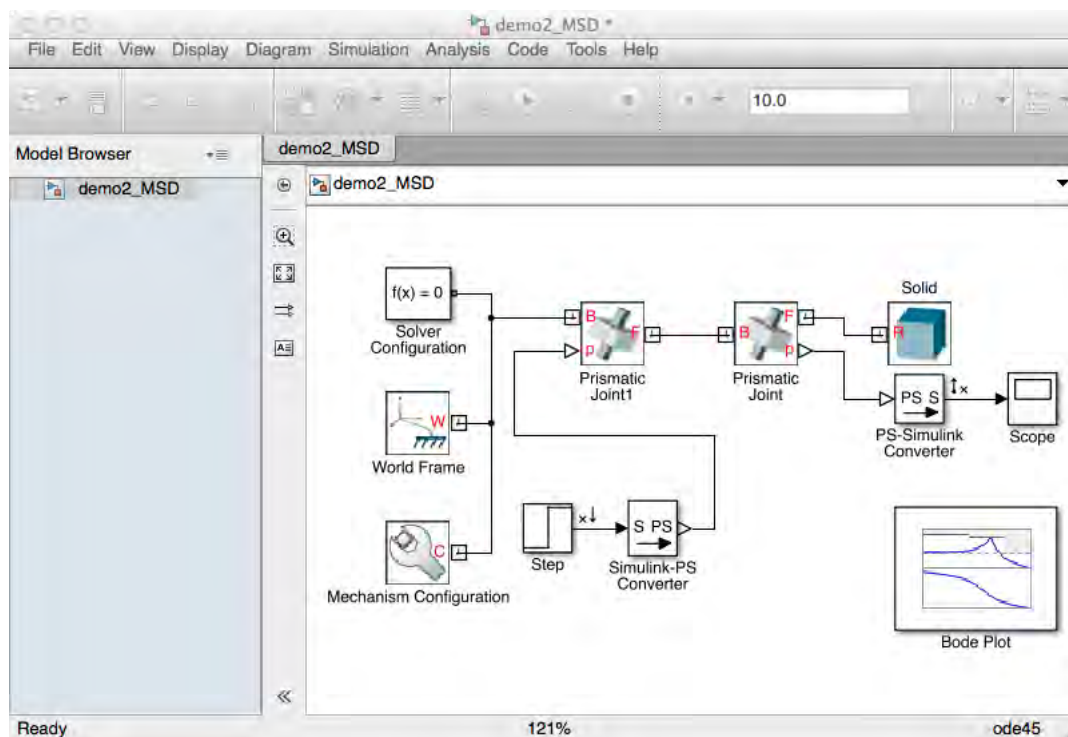 demo2_MSD *
File Edit View Display Diagram Simulation Analysis Code Tools Help
10.0
Model Browser
demo2_MSD
demo2_MSD
demo2_MSD
f(x) = 0
Solver
Configuration
B
F
p
Prismatic
Joint1
B
F
p
Prismatic
Joint
Solid
R
W
World Frame
PS S
x
PS-Simulink
Converter
Scope
C
Mechanism Configuration
Step
x
S PS
Simulink-PS
Converter
Bode Plot
Ready
121%
ode45